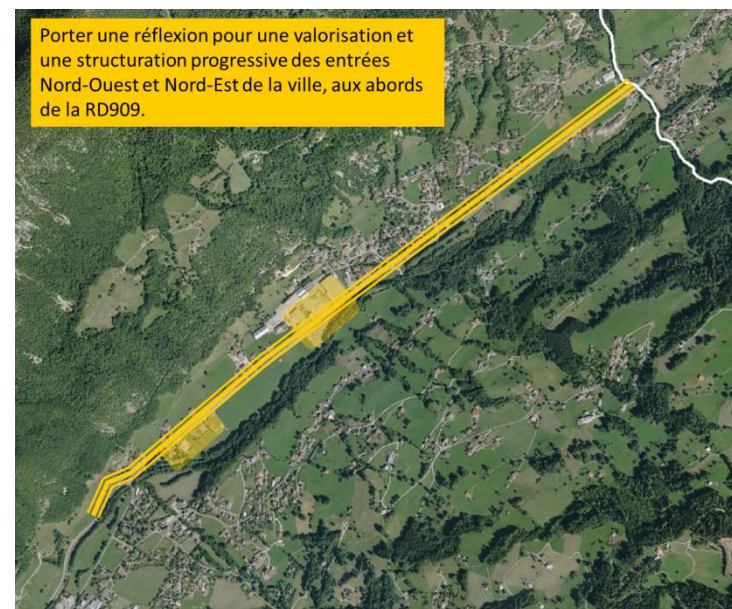 Porter une réflexion pour une valorisation et
une structuration progressive des entrées
Nord-Ouest et Nord-Est de la ville, aux abords
de la RD909.